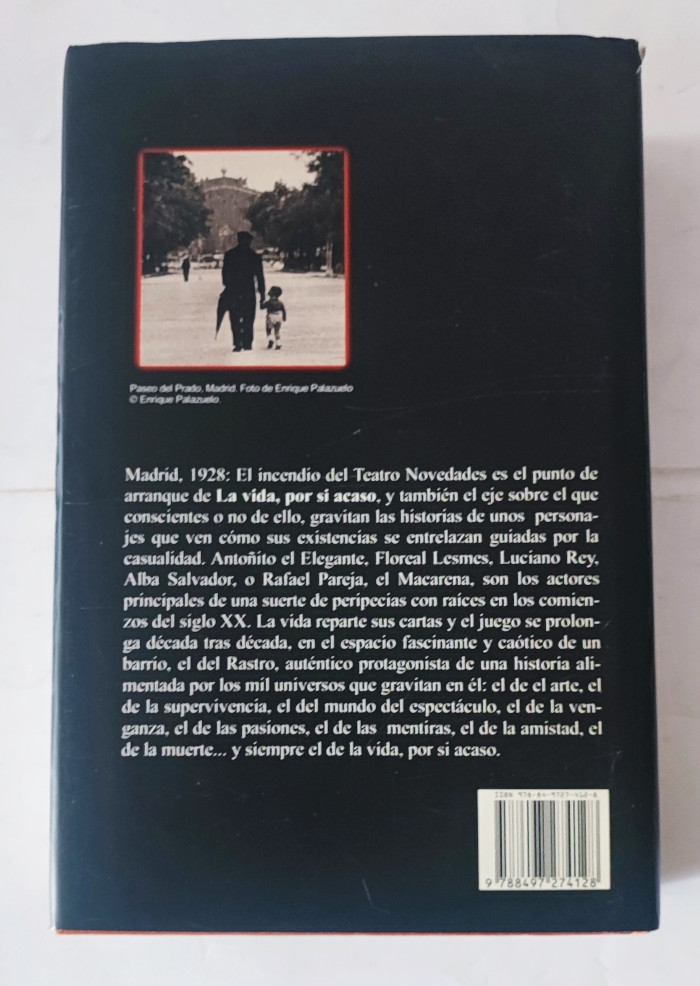 Paseo del Prado, Madrid. Foto de Enrique Palazuelo
© Enrique Palazuelo.
Madrid, 1928: El incendio del Teatro Novedades es el punto de
arranque de La vida, por si acaso, y también el eje sobre el que
conscientes o no de ello, gravitan las historias de unos persona-
jes que ven cómo sus existencias se entrelazan guiadas por la
casualidad. Antoñito el Elegante, Floreal Lesmes, Luciano Rey,
Alba Salvador, o Rafael Pareja, el Macarena, son los actores
principales de una suerte de peripecias con raíces en los comien-
zos del siglo XX. La vida reparte sus cartas y el juego se prolon-
ga década tras década, en el espacio fascinante y caótico de un
barrio, el del Rastro, auténtico protagonista de una historia ali-
mentada por los mil universos que gravitan en él: el de el arte, el
de la supervivencia, el del mundo del espectáculo, el de la ven-
ganza, el de las pasiones, el de las mentiras, el de la amistad, el
de la muerte... y siempre el de la vida, por si acaso.
ISBN 978-84-9727-412-8
9 788497 274128